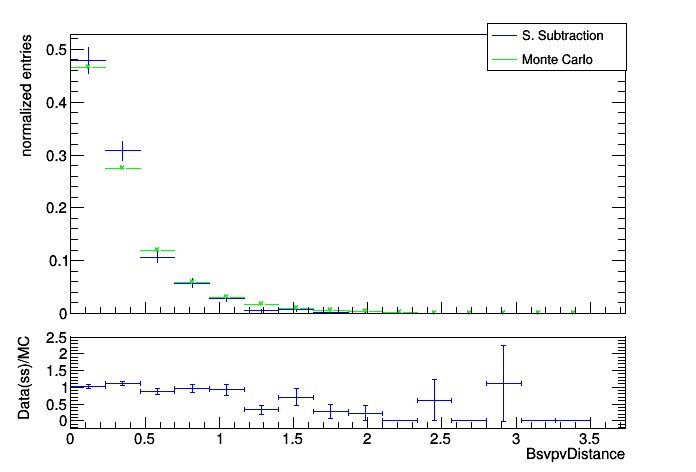 S. Subtraction
Monte Carlo
normalized entries
0.5
0.4
0.3
0.2
0.1
0
Data(ss)/MC
2.5
2
1.5
1
0.5
0
0 0.5 1 1.5 2 2.5 3 3.5
BsvpvDistance